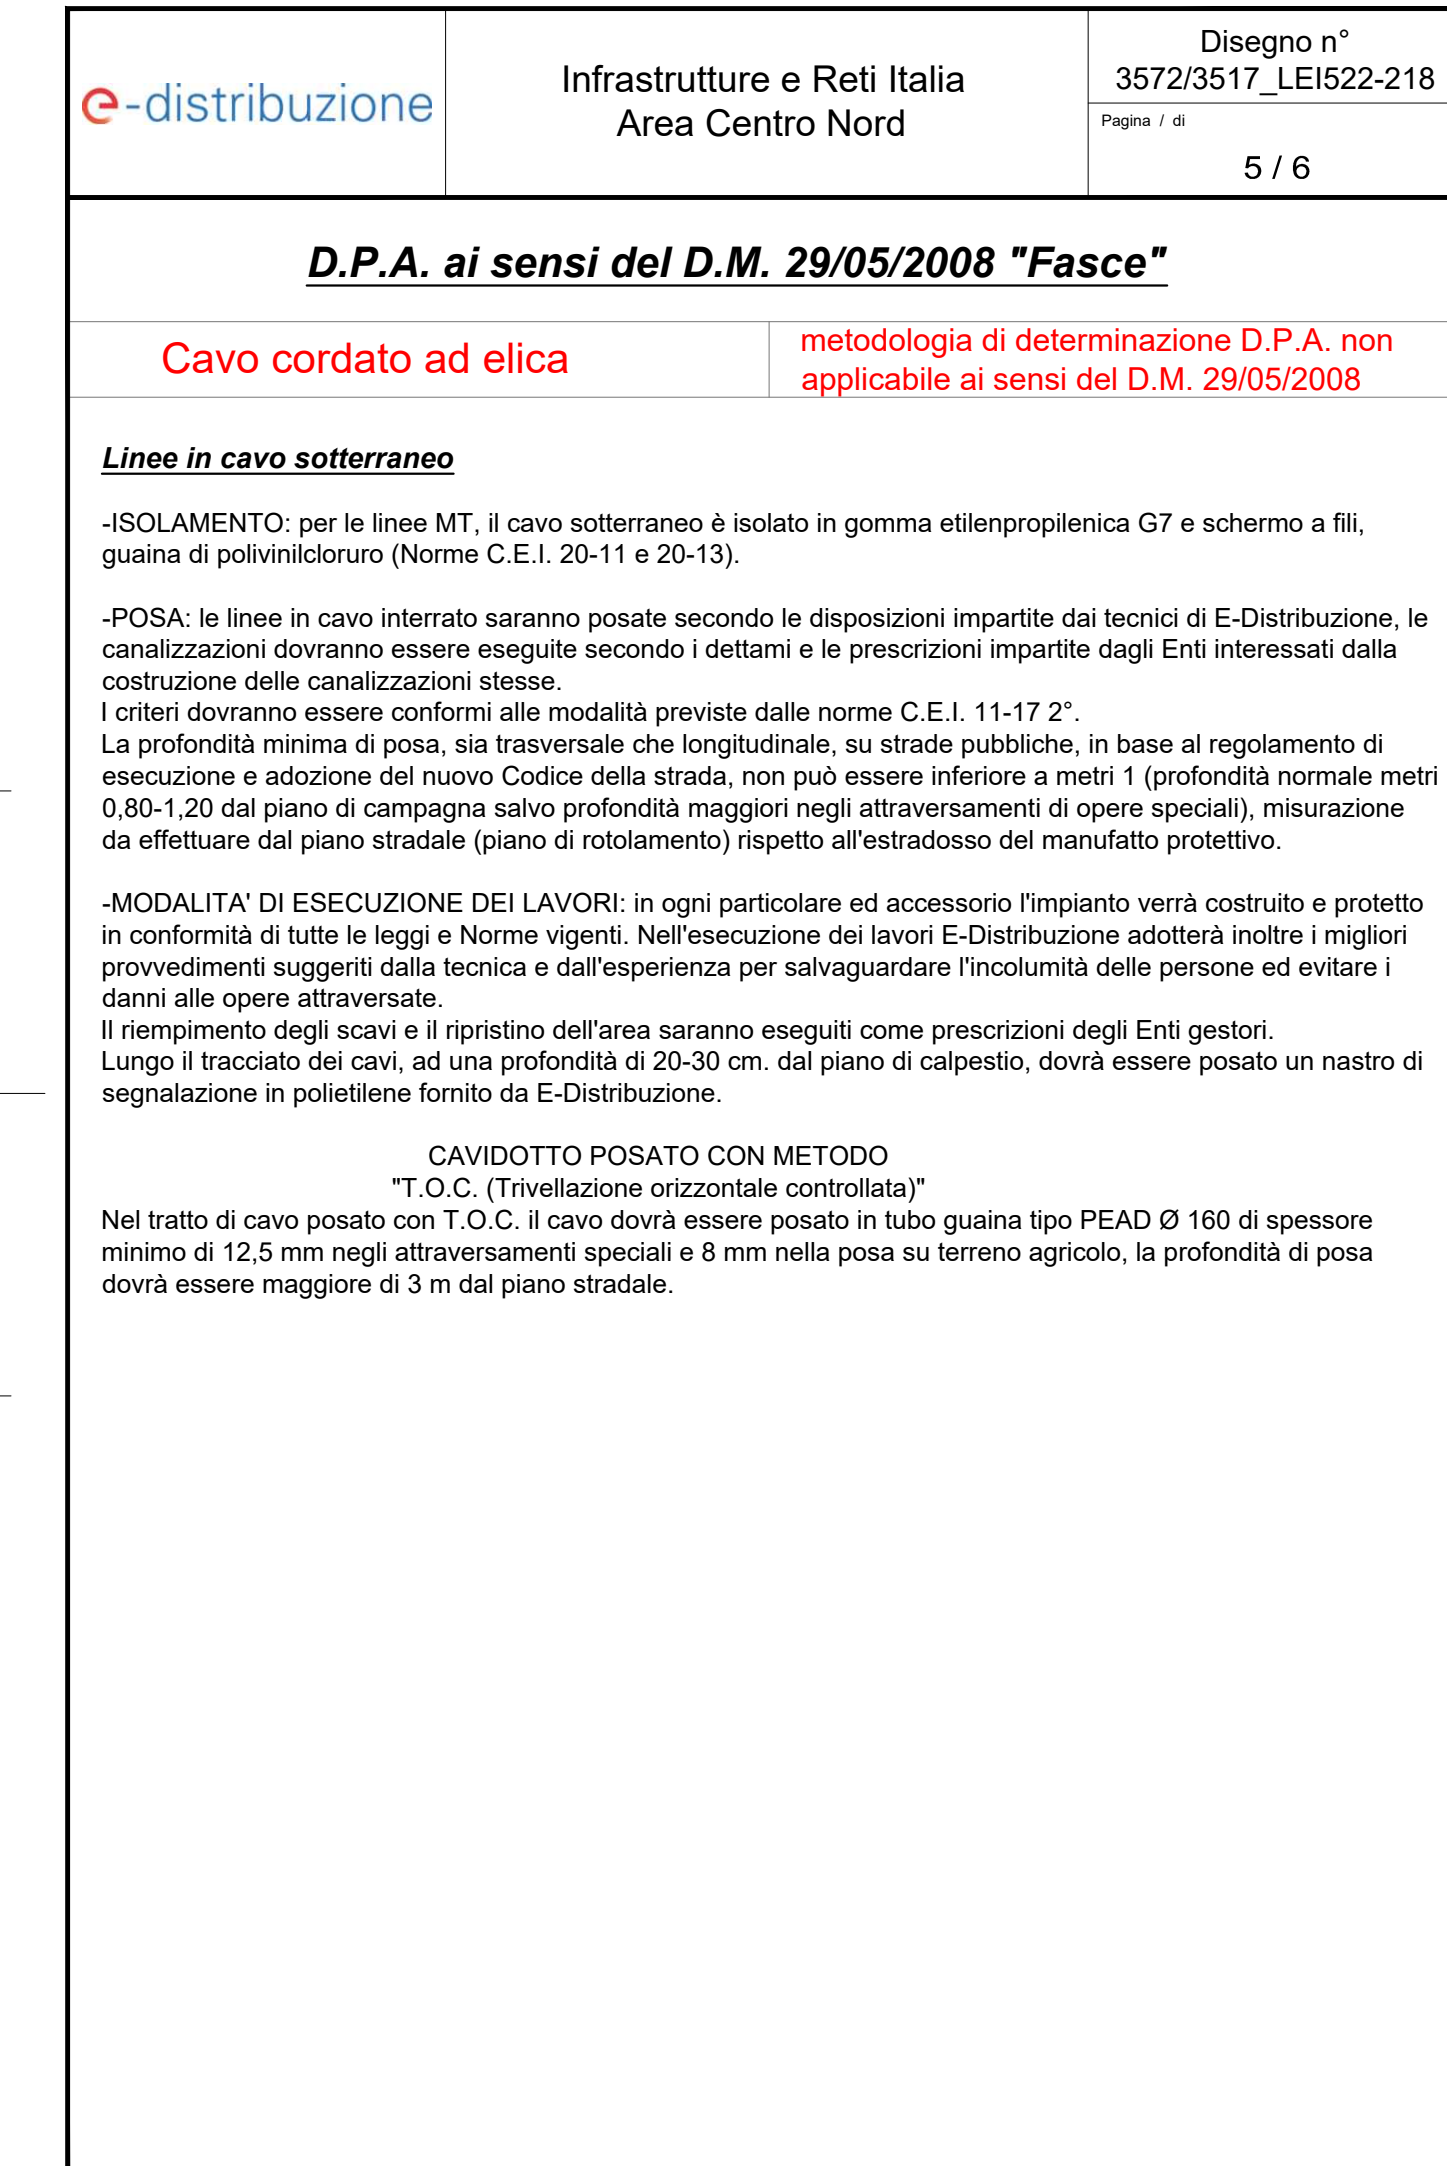 e-distribuzione
Infrastrutture e Reti Italia
Area Centro Nord
Disegno n°
3572/3517_LEI522-218
Pagina / di
5 / 6
D.P.A. ai sensi del D.M. 29/05/2008 "Fasce"
Cavo cordato ad elica
metodologia di determinazione D.P.A. non
applicabile ai sensi del D.M. 29/05/2008
Linee in cavo sotterraneo
-ISOLAMENTO: per le linee MT, il cavo sotterraneo è isolato in gomma etilenpropilenica G7 e schermo a fili,
guaina di polivinilcloruro (Norme C.E.I. 20-11 e 20-13).
-POSA: le linee in cavo interrato saranno posate secondo le disposizioni impartite dai tecnici di E-Distribuzione, le
canalizzazioni dovranno essere eseguite secondo i dettami e le prescrizioni impartite dagli Enti interessati dalla
costruzione delle canalizzazioni stesse.
I criteri dovranno essere conformi alle modalità previste dalle norme C.E.I. 11-17 2°.
La profondità minima di posa, sia trasversale che longitudinale, su strade pubbliche, in base al regolamento di
esecuzione e adozione del nuovo Codice della strada, non può essere inferiore a metri 1 (profondità normale metri
0,80-1,20 dal piano di campagna salvo profondità maggiori negli attraversamenti di opere speciali), misurazione
da effettuare dal piano stradale (piano di rotolamento) rispetto all'estradosso del manufatto protettivo.
-MODALITA' DI ESECUZIONE DEI LAVORI: in ogni particolare ed accessorio l'impianto verrà costruito e protetto
in conformità di tutte le leggi e Norme vigenti. Nell'esecuzione dei lavori E-Distribuzione adotterà inoltre i migliori
provvedimenti suggeriti dalla tecnica e dall'esperienza per salvaguardare l'incolumità delle persone ed evitare i
danni alle opere attraversate.
Il riempimento degli scavi e il ripristino dell'area saranno eseguiti come prescrizioni degli Enti gestori.
Lungo il tracciato dei cavi, ad una profondità di 20-30 cm. dal piano di calpestio, dovrà essere posato un nastro di
segnalazione in polietilene fornito da E-Distribuzione.
CAVIDOTTO POSATO CON METODO
"T.O.C. (Trivellazione orizzontale controllata)"
Nel tratto di cavo posato con T.O.C. il cavo dovrà essere posato in tubo guaina tipo PEAD Ø 160 di spessore
minimo di 12,5 mm negli attraversamenti speciali e 8 mm nella posa su terreno agricolo, la profondità di posa
dovrà essere maggiore di 3 m dal piano stradale.